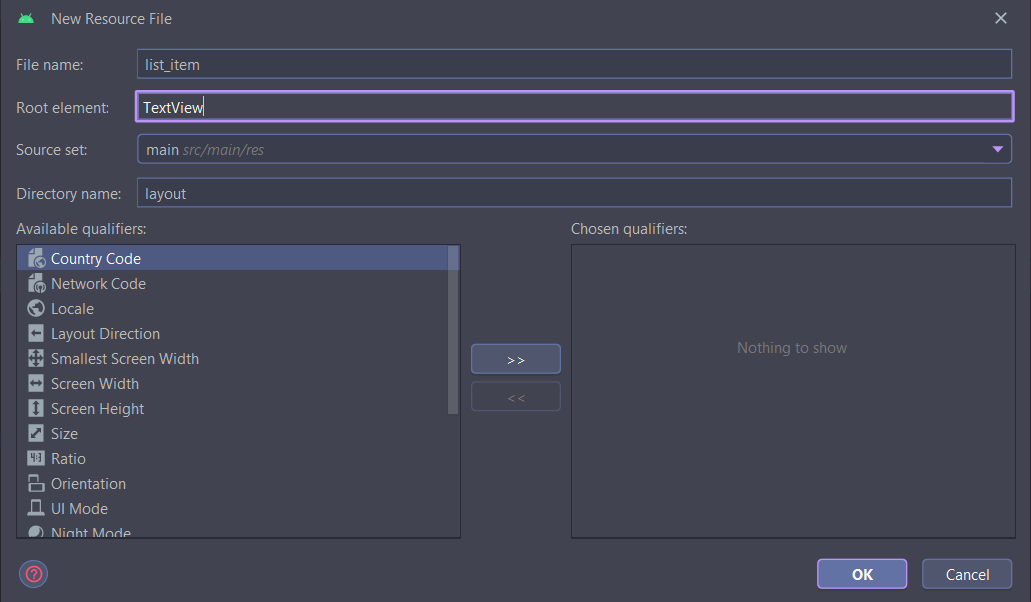 New Resource File
File name: list_item
Root element: TextView
Source set: main src/main/res
Directory name: layout
Available qualifiers:
Chosen qualifiers:
Country Code
Network Code
Locale
Layout Direction
Smallest Screen Width
Screen Width
Screen Height
Size
Ratio
Orientation
UI Mode
Night Mode
>>
<<
Nothing to show
?
OK
Cancel